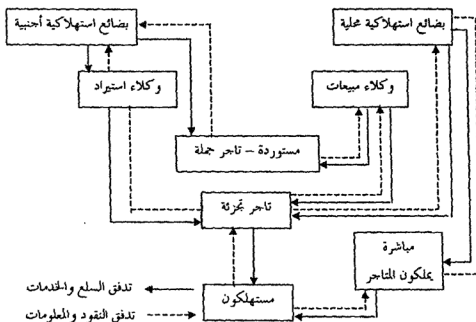 بضائع استهلاكية أجنبية
بضائع استهلاكية محلية
وكلاء استيراد
وكلاء مبيعات
مستوردة – تاجر جملة
تاجر تجزئة
مباشرة
يملكون المتاجر
مستهلكون
تدفق السلع والخدمات
تدفق النقود والمعلومات